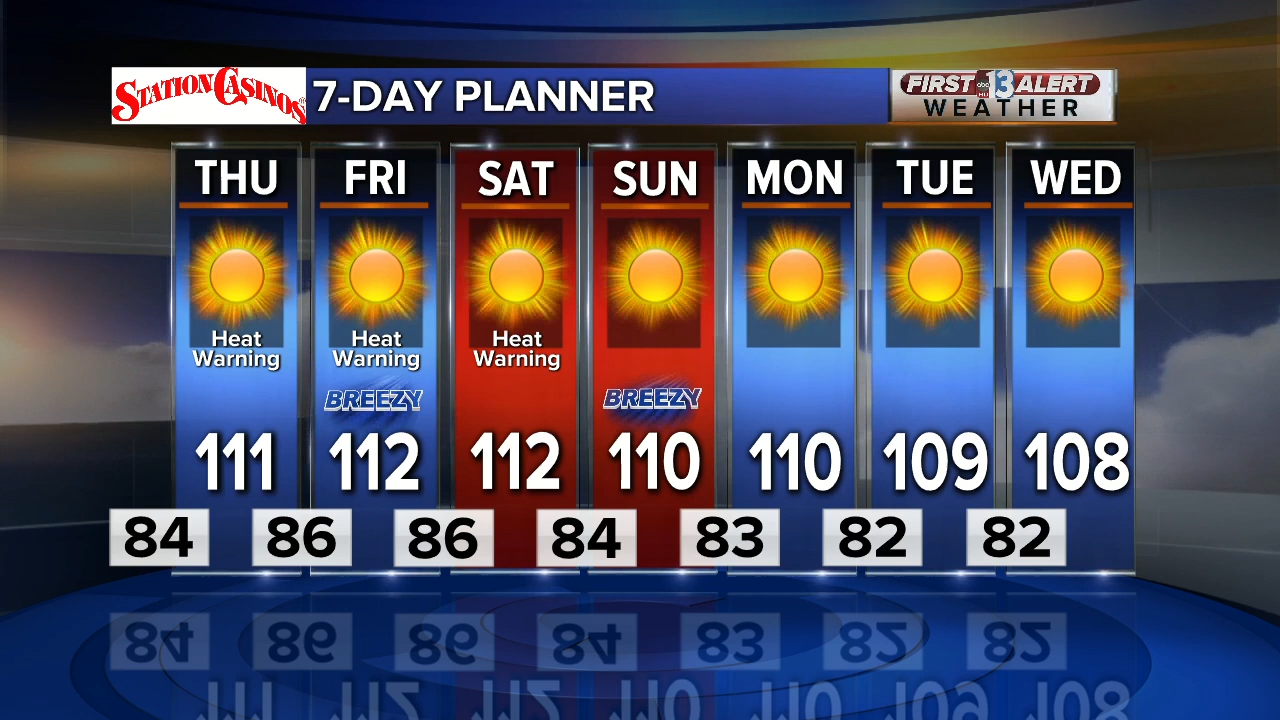 STATION CASINOS
7-DAY PLANNER
FIRST abc 13 ALERT
WEATHER
THU FRI SAT SUN MON TUE WED
Heat Warning Heat Warning Heat Warning
BREEZY BREEZY
111 112 112 110 110 109 108
84 86 86 84 83 82 82